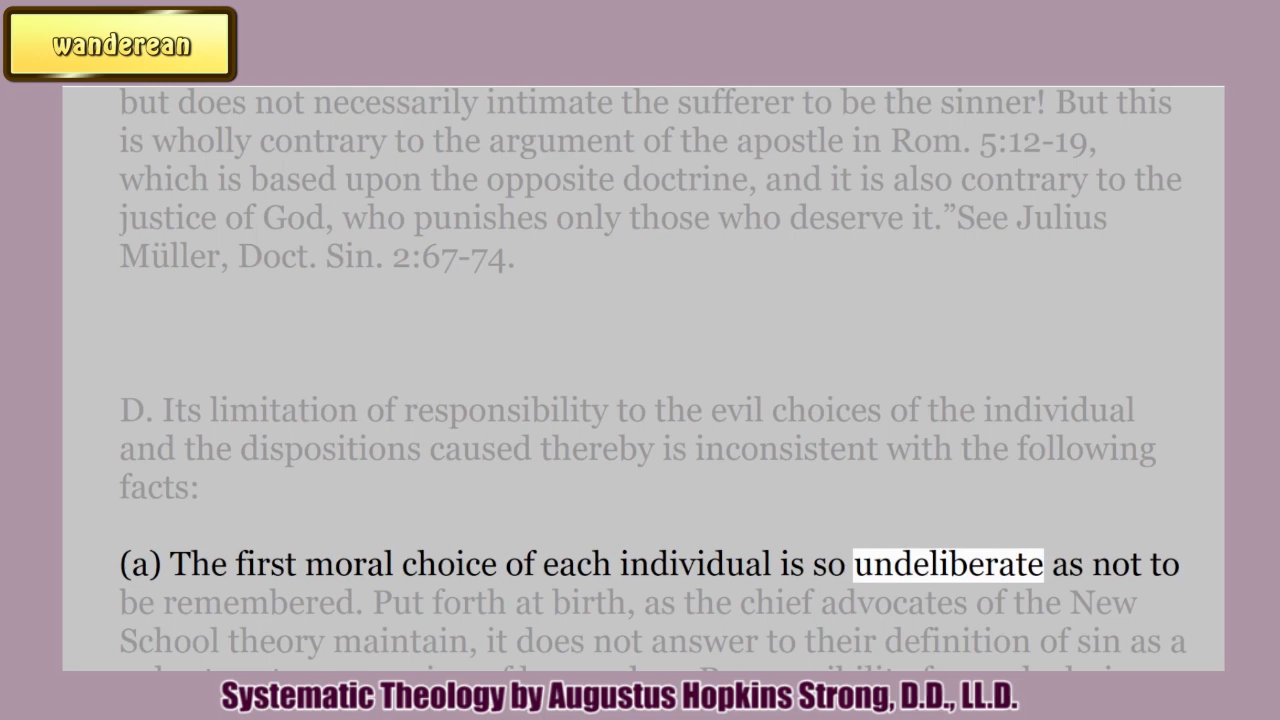 wanderean
but does not necessarily intimate the sufferer to be the sinner! But this
is wholly contrary to the argument of the apostle in Rom. 5:12-19,
which is based upon the opposite doctrine, and it is also contrary to the
justice of God, who punishes only those who deserve it.”See Julius
Müller, Doct. Sin. 2:67-74.
D. Its limitation of responsibility to the evil choices of the individual
and the dispositions caused thereby is inconsistent with the following
facts:
(a) The first moral choice of each individual is so undeliberate as not to
be remembered. Put forth at birth, as the chief advocates of the New
School theory maintain, it does not answer to their definition of sin as a
Systematic Theology by Augustus Hopkins Strong, D.D., LL.D.